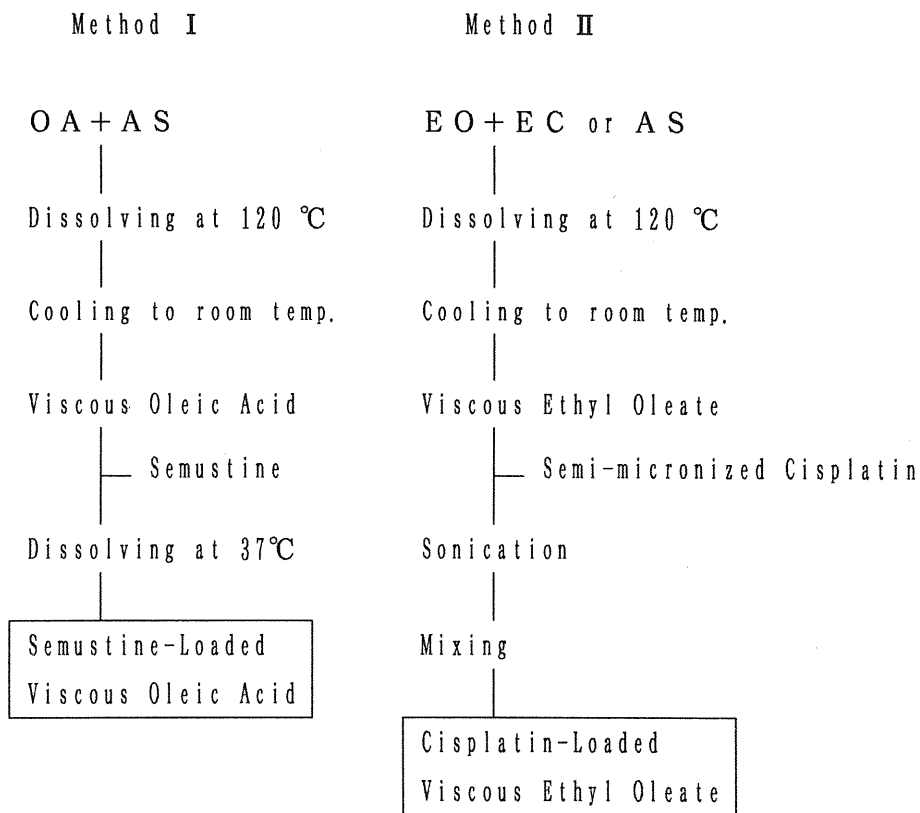 Method Ⅰ
OA+AS
Dissolving at 120 ℃
Cooling to room temp.
Viscous Oleic Acid
Semustine
Dissolving at 37℃
Semustine-Loaded
Viscous Oleic Acid
Method Ⅱ
EO+EC or AS
Dissolving at 120 ℃
Cooling to room temp.
Viscous Ethyl Oleate
Semi-micronized Cisplatin
Sonication
Mixing
Cisplatin-Loaded
Viscous Ethyl Oleate